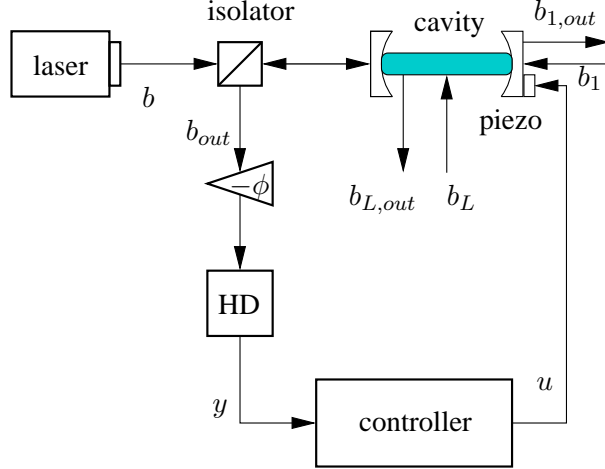 isolator
cavity
b_{1,out}
laser
b
b_1
b_{out}
piezo
−ϕ
b_{L,out}
b_L
HD
y
controller
u